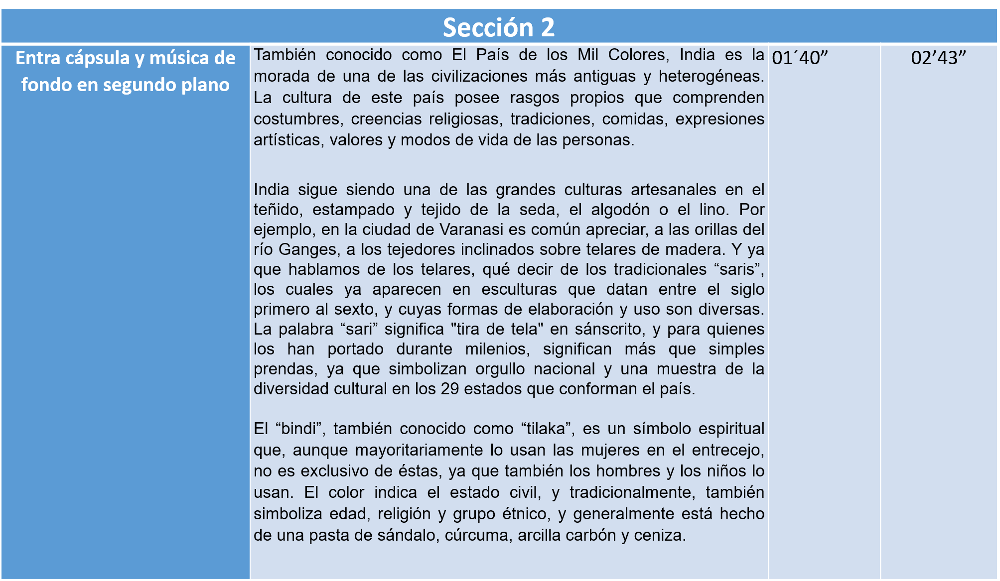 Sección 2
Entra cápsula y música de
fondo en segundo plano
También conocido como El País de los Mil Colores, India es la
morada de una de las civilizaciones más antiguas y heterogéneas.
La cultura de este país posee rasgos propios que comprenden
costumbres, creencias religiosas, tradiciones, comidas, expresiones
artísticas, valores y modos de vida de las personas.
India sigue siendo una de las grandes culturas artesanales en el
teñido, estampado y tejido de la seda, el algodón o el lino. Por
ejemplo, en la ciudad de Varanasi es común apreciar, a las orillas del
río Ganges, a los tejedores inclinados sobre telares de madera. Y ya
que hablamos de los telares, qué decir de los tradicionales “saris”,
los cuales ya aparecen en esculturas que datan entre el siglo
primero al sexto, y cuyas formas de elaboración y uso son diversas.
La palabra “sari” significa "tira de tela" en sánscrito, y para quienes
los han portado durante milenios, significan más que simples
prendas, ya que simbolizan orgullo nacional y una muestra de la
diversidad cultural en los 29 estados que conforman el país.
El “bindi”, también conocido como “tilaka”, es un símbolo espiritual
que, aunque mayoritariamente lo usan las mujeres en el entrecejo,
no es exclusivo de éstas, ya que también los hombres y los niños lo
usan. El color indica el estado civil, y tradicionalmente, también
simboliza edad, religión y grupo étnico, y generalmente está hecho
de una pasta de sándalo, cúrcuma, arcilla carbón y ceniza.
01´40”
02’43”